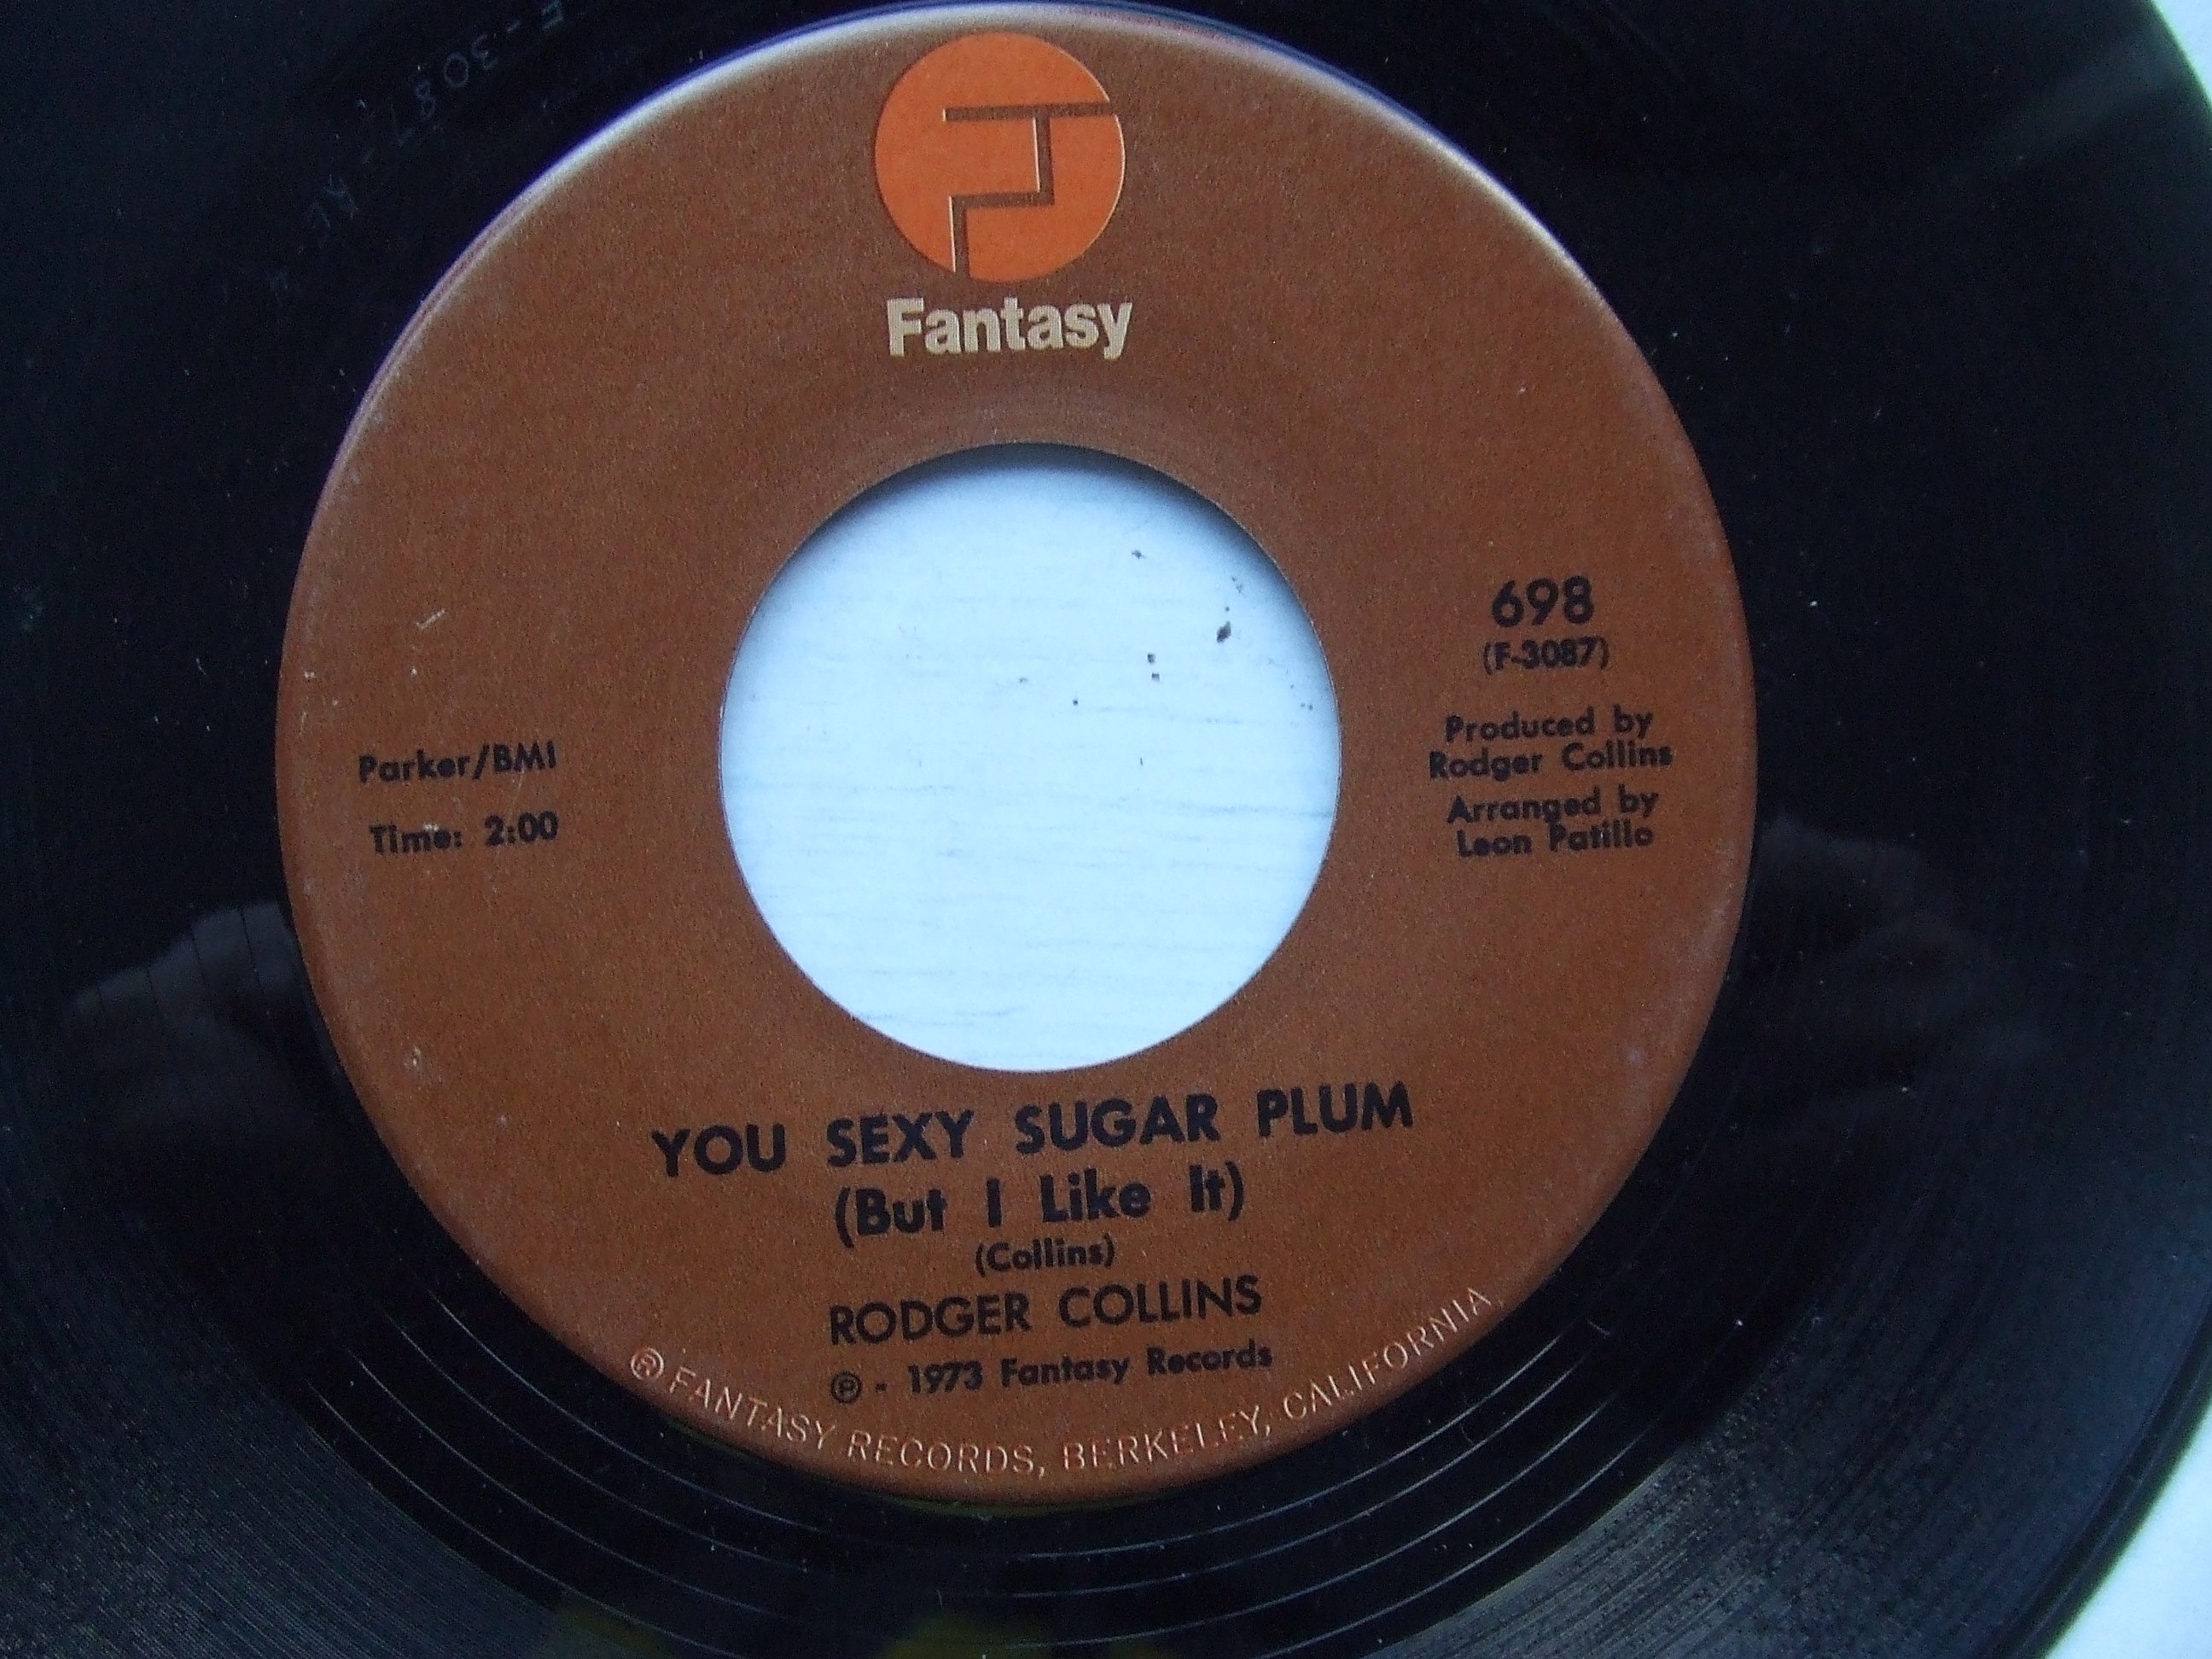 Fantasy
698
(F-3087)
Produced by
Rodger Collins
Arranged by
Leon Patillo
Parker/BMI
Time: 2:00
YOU SEXY SUGAR PLUM
(But I Like It)
(Collins)
RODGER COLLINS
℗ - 1973 Fantasy Records
® FANTASY RECORDS, BERKELEY, CALIFORNIA
F-3087